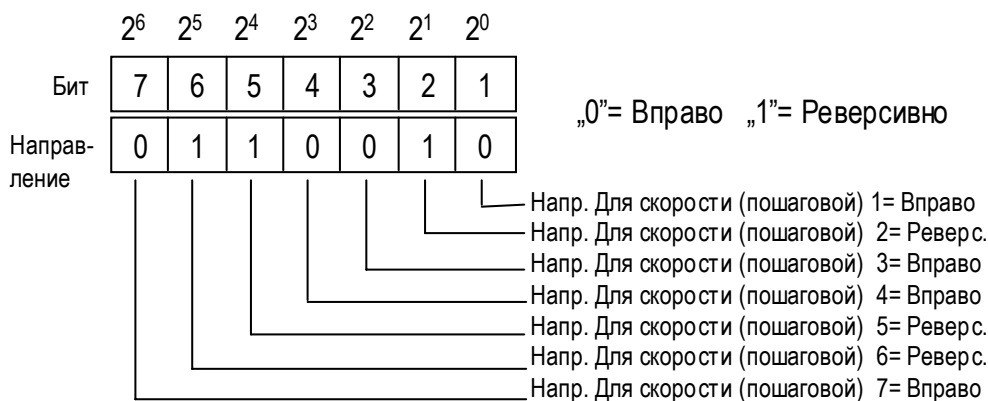 2⁶ 2⁵ 2⁴ 2³ 2² 2¹ 2⁰
Бит 7 6 5 4 3 2 1
„0”= Вправо „1”= Реверсивно
Направ-
ление
0 1 1 0 0 1 0
Напр. Для скорости (пошаговой) 1= Вправо
Напр. Для скорости (пошаговой) 2= Реверс.
Напр. Для скорости (пошаговой) 3= Вправо
Напр. Для скорости (пошаговой) 4= Вправо
Напр. Для скорости (пошаговой) 5= Реверс.
Напр. Для скорости (пошаговой) 6= Реверс.
Напр. Для скорости (пошаговой) 7= Вправо